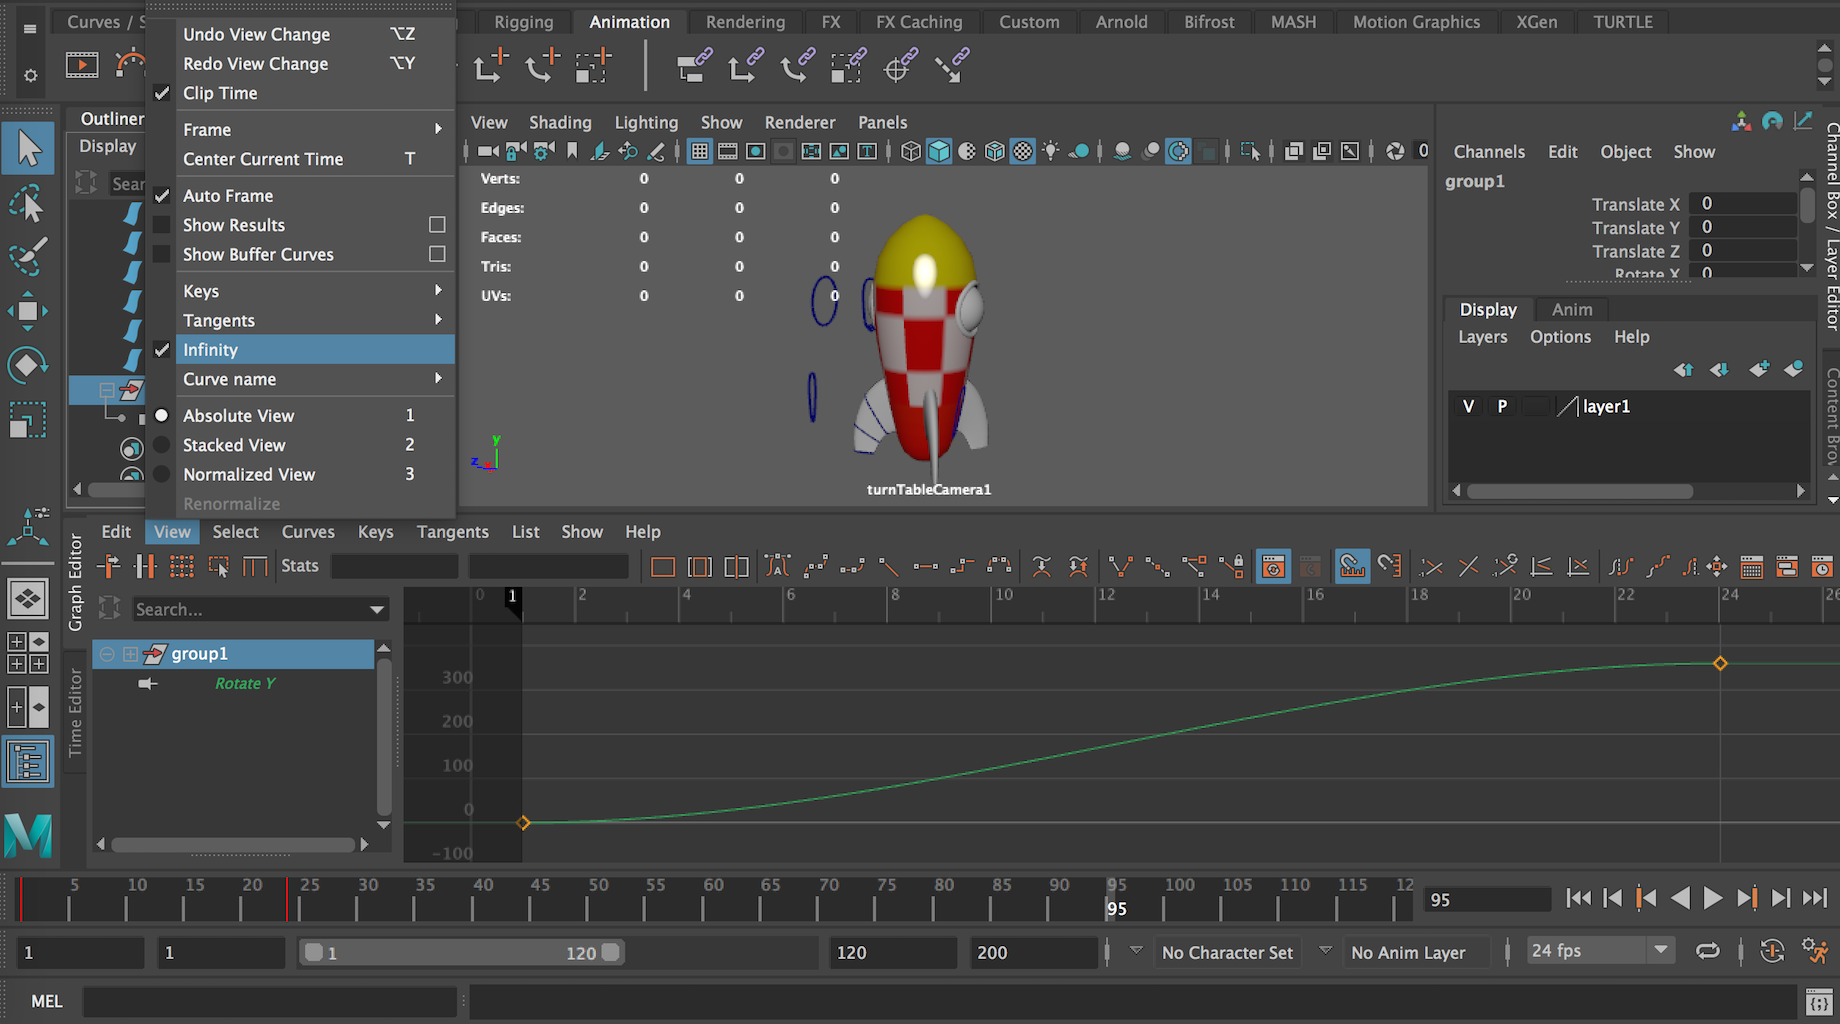 Curves / S
Rigging
Animation
Rendering
FX
FX Caching
Custom
Arnold
Bifrost
MASH
Motion Graphics
XGen
TURTLE
Undo View Change ⌥Z
Redo View Change ⌥Y
Clip Time
Frame
Center Current Time T
Auto Frame
Show Results
Show Buffer Curves
Keys
Tangents
Infinity
Curve name
Absolute View 1
Stacked View 2
Normalized View 3
Renormalize
Outliner
Display
Sear
View Shading Lighting Show Renderer Panels
0
Verts: 0 0 0
Edges: 0 0 0
Faces: 0 0 0
Tris: 0 0 0
UVs: 0 0 0
y
z
turnTableCamera1
Channels Edit Object Show
group1
Translate X 0
Translate Y 0
Translate Z 0
Rotate X 0
Channel Box / Layer Editor
Content Brow
Display Anim
Layers Options Help
V P layer1
Graph Editor
Time Editor
Edit View Select Curves Keys Tangents List Show Help
Stats
Search...
group1
Rotate Y
0 1 2 4 6 8 10 12 14 16 18 20 22 24 26
300
200
100
0
-100
5 10 15 20 25 30 35 40 45 50 55 60 65 70 75 80 85 90 95 100 105 110 115 12
95
95
1
1
1 120
120
200
No Character Set
No Anim Layer
24 fps
MEL